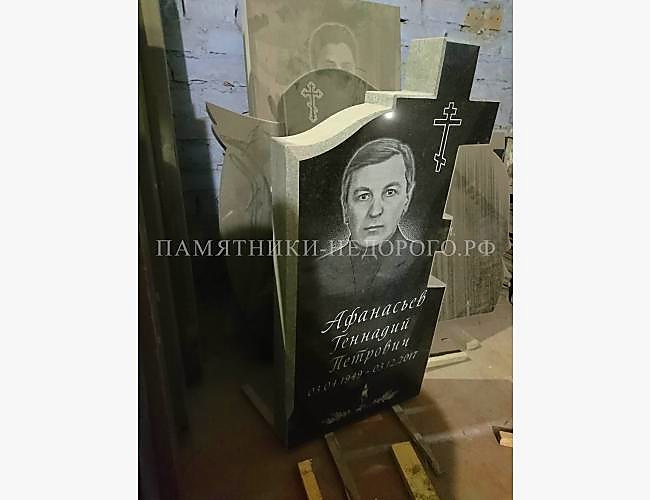 ПАМЯТНИКИ-НЕДОРОГО.РФ
Афанасьев
Геннадий
Петрович
03.04.1949 - 03.12.2017